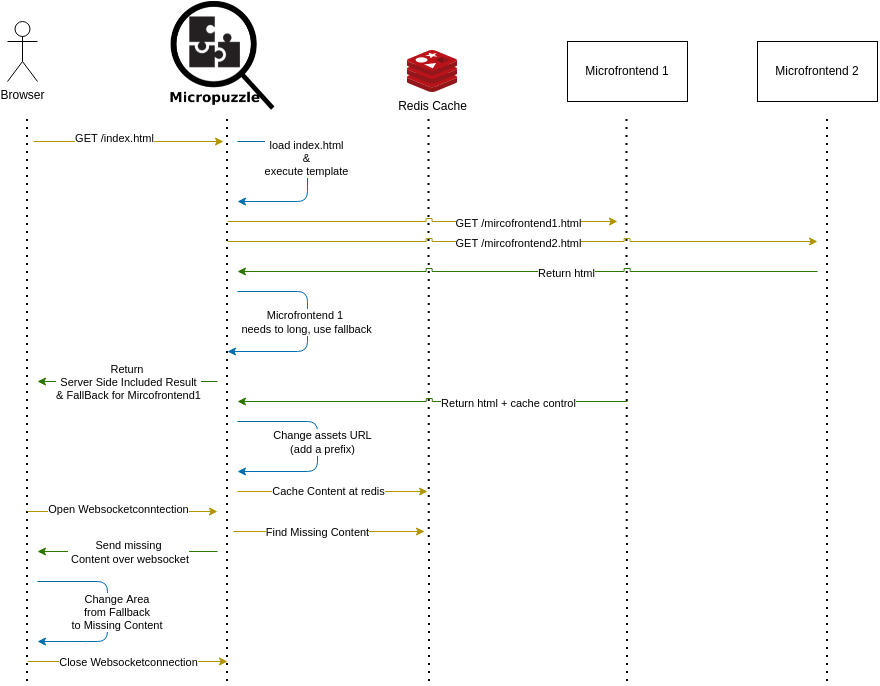 Browser
Micropuzzle
Redis Cache
Microfrontend 1
Microfrontend 2
GET /index.html
load index.html
&
execute template
GET /mircofrontend1.html
GET /mircofrontend2.html
Return html
Microfrontend 1
needs to long, use fallback
Return
Server Side Included Result
& FallBack for Mircofrontend1
Return html + cache control
Change assets URL
(add a prefix)
Cache Content at redis
Open Websocketconntection
Find Missing Content
Send missing
Content over websocket
Change Area
from Fallback
to Missing Content
Close Websocketconnection